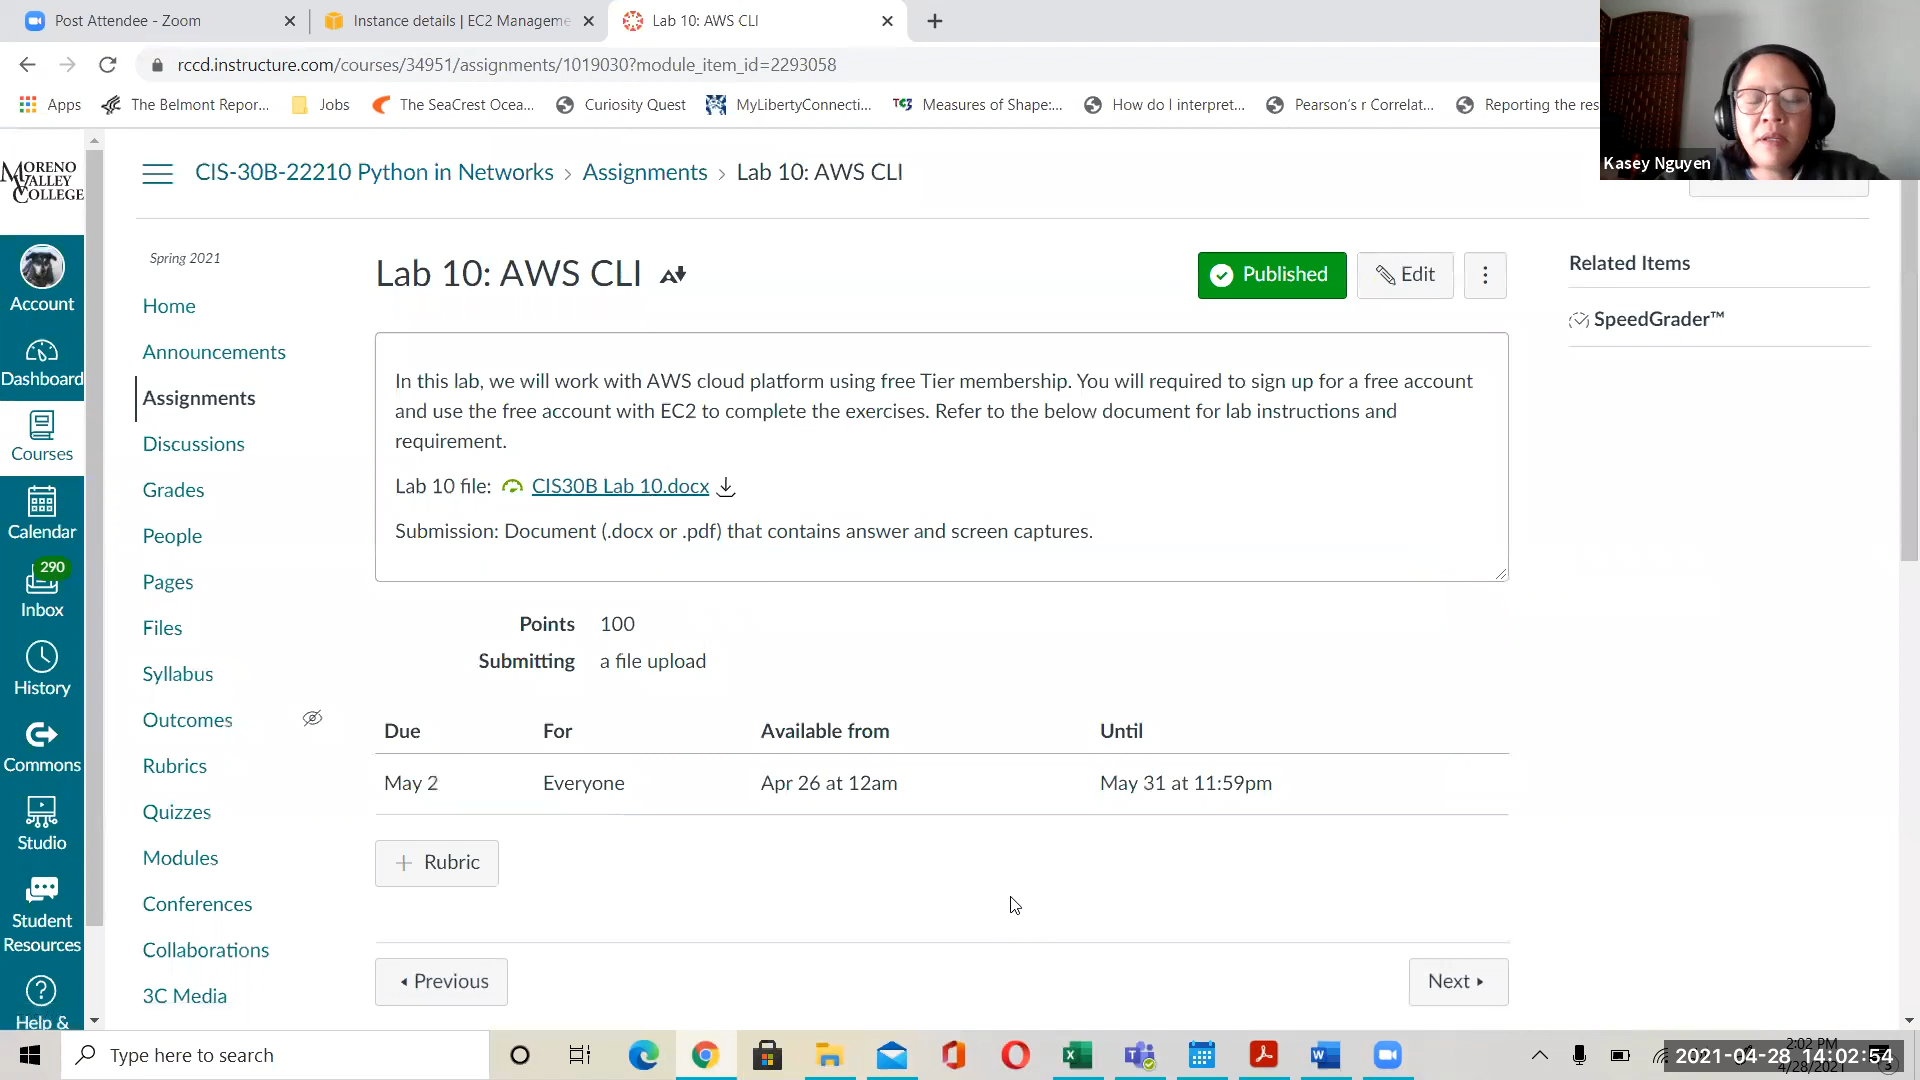 Post Attendee - Zoom
Instance details | EC2 Manageme
Lab 10: AWS CLI
rccd.instructure.com/courses/34951/assignments/1019030?module_item_id=2293058
Apps
The Belmont Repor...
Jobs
The SeaCrest Ocea...
Curiosity Quest
MyLibertyConnecti...
TC3
Measures of Shape:...
How do I interpret...
Pearson's r Correlat...
Reporting the res
Kasey Nguyen
MORENO
VALLEY
COLLEGE
CIS-30B-22210 Python in Networks › Assignments › Lab 10: AWS CLI
Account
Dashboard
Courses
Calendar
290
Inbox
History
Commons
Studio
Student
Resources
Help &
Spring 2021
Home
Announcements
Assignments
Discussions
Grades
People
Pages
Files
Syllabus
Outcomes
Rubrics
Quizzes
Modules
Conferences
Collaborations
3C Media
Lab 10: AWS CLI
Published
Edit
In this lab, we will work with AWS cloud platform using free Tier membership. You will required to sign up for a free account
and use the free account with EC2 to complete the exercises. Refer to the below document for lab instructions and
requirement.
Lab 10 file: CIS30B Lab 10.docx
Submission: Document (.docx or .pdf) that contains answer and screen captures.
Points 100
Submitting a file upload
Due For Available from Until
May 2 Everyone Apr 26 at 12am May 31 at 11:59pm
+ Rubric
Previous
Next
Related Items
SpeedGrader™
Type here to search
2:02 PM
2021-04-28 14:02:54